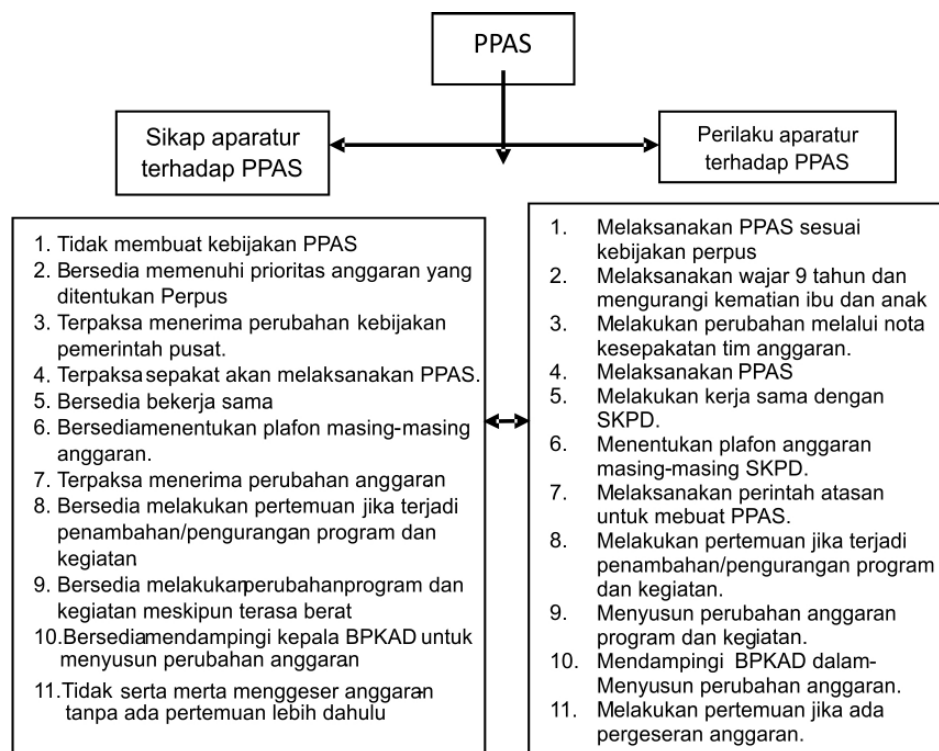 PPAS
Sikap aparatur
terhadap PPAS
Perilaku aparatur
terhadap PPAS
1. Tidak membuat kebijakan PPAS
2. Bersedia memenuhi prioritas anggaran yang
ditentukan Perpus
3. Terpaksa menerima perubahan kebijakan
pemerintah pusat.
4. Terpaksa sepakat akan melaksanakan PPAS.
5. Bersedia bekerja sama
6. Bersediamenentukan plafon masing-masing
anggaran.
7. Terpaksa menerima perubahan anggaran
8. Bersedia melakukan pertemuan jika terjadi
penambahan/pengurangan program dan
kegiatan
9. Bersedia melakukanperubahanprogram dan
kegiatan meskipun terasa berat
10.Bersediamendampingi kepala BPKAD untuk
menyusun perubahan anggaran
11.Tidak serta merta menggeser anggaran
tanpa ada pertemuan lebih dahulu
1. Melaksanakan PPAS sesuai
kebijakan perpus
2. Melaksanakan wajar 9 tahun dan
mengurangi kematian ibu dan anak
3. Melakukan perubahan melalui nota
kesepakatan tim anggaran.
4. Melaksanakan PPAS
5. Melakukan kerja sama dengan
SKPD.
6. Menentukan plafon anggaran
masing-masing SKPD.
7. Melaksanakan perintah atasan
untuk mebuat PPAS.
8. Melakukan pertemuan jika terjadi
penambahan/pengurangan program
dan kegiatan.
9. Menyusun perubahan anggaran
program dan kegiatan.
10. Mendampingi BPKAD dalam-
Menyusun perubahan anggaran.
11. Melakukan pertemuan jika ada
pergeseran anggaran.